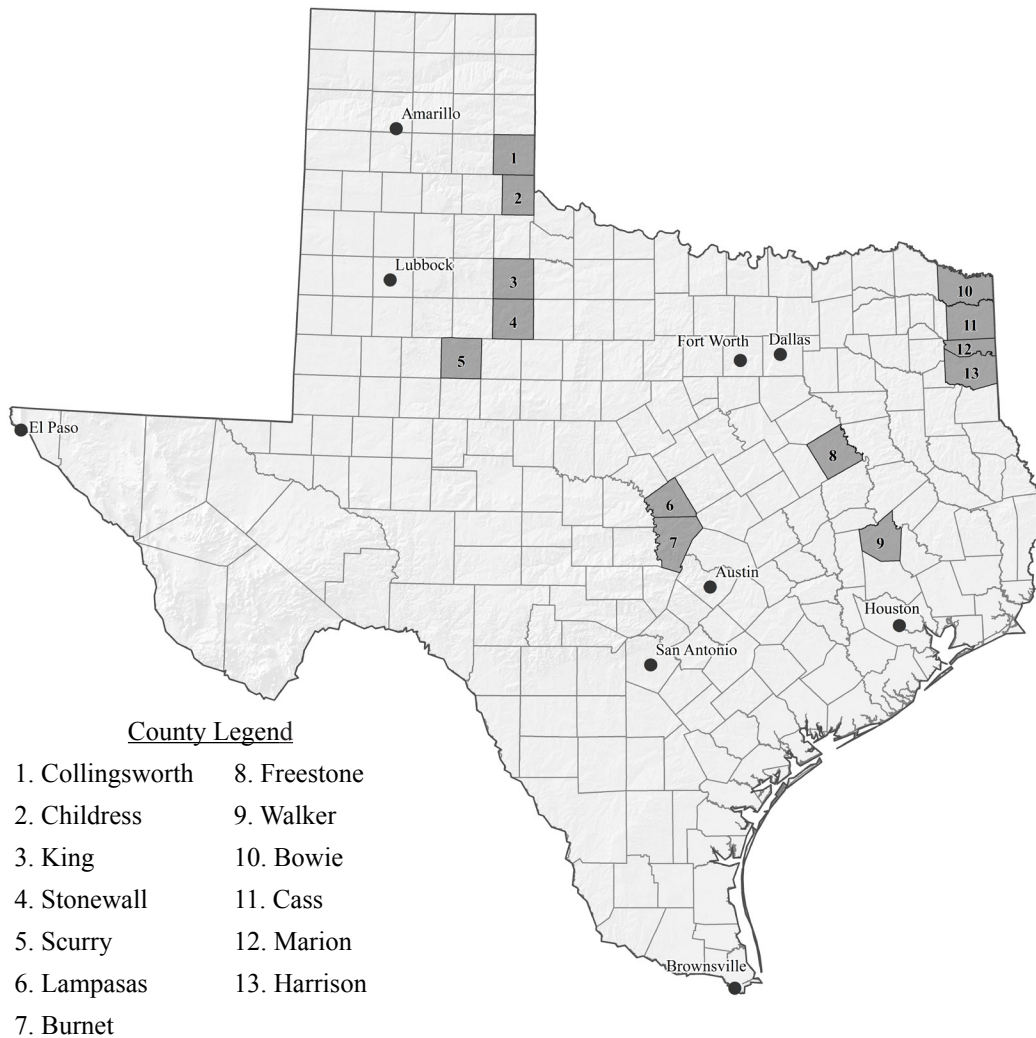 Amarillo
1
2
Lubbock
3
4
5
10
11
12
13
Fort Worth
Dallas
El Paso
8
6
7
9
Austin
Houston
San Antonio
Brownsville
County Legend
1. Collingsworth
2. Childress
3. King
4. Stonewall
5. Scurry
6. Lampasas
7. Burnet
8. Freestone
9. Walker
10. Bowie
11. Cass
12. Marion
13. Harrison